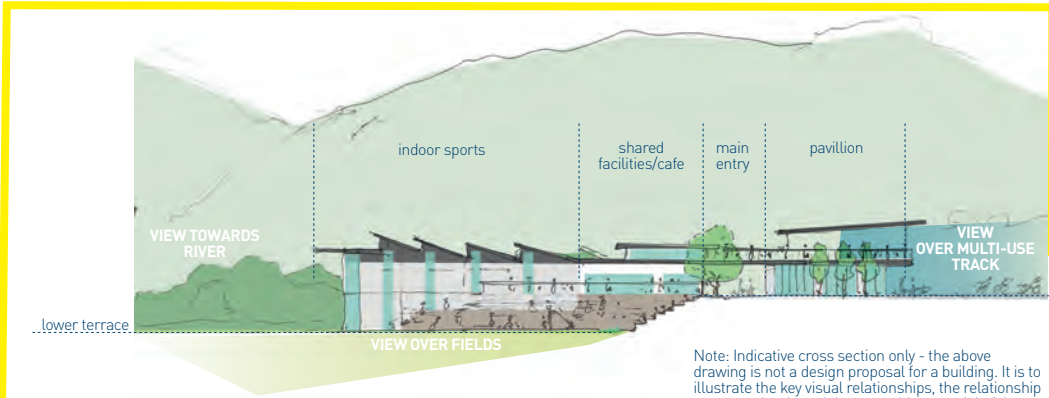 indoor sports
shared
facilities/cafe
main
entry
pavillion
VIEW TOWARDS
RIVER
VIEW
OVER MULTI-USE
TRACK
lower terrace
VIEW OVER FIELDS
Note: Indicative cross section only - the above
drawing is not a design proposal for a building. It is to
illustrate the key visual relationships, the relationship